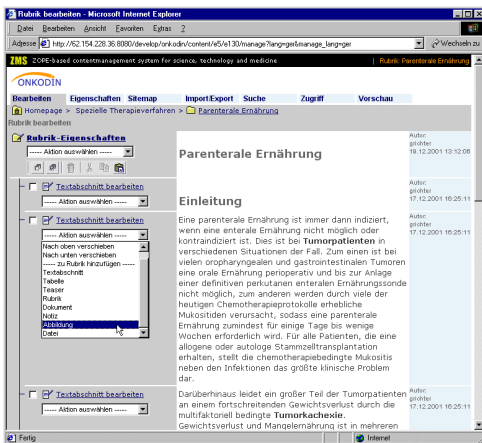 Rubrik bearbeiten - Microsoft Internet Explorer
Datei Bearbeiten Ansicht Favoriten Extras ?
Adresse http://62.154.228.36:8080/develop/onkodin/content/e5/e130/manage?lang=ger&manage_lang=ger Wechseln zu
ZMS ZOPE-based contentmanagement system for science, technology and medicine | Rubrik: Parenterale Ernährung
ONKODIN
Bearbeiten Eigenschaften Sitemap Import/Export Suche Zugriff Vorschau
Homepage > Spezielle Therapieverfahren > Parenterale Ernährung
Rubrik bearbeiten
Rubrik-Eigenschaften
----- Aktion auswählen -----
Parenterale Ernährung
Autor:
grichter
19.12.2001 13:12:06
Textabschnitt bearbeiten
----- Aktion auswählen -----
Einleitung
Autor:
grichter
17.12.2001 16:25:11
Textabschnitt bearbeiten
----- Aktion auswählen -----
Nach oben verschieben
Nach unten verschieben
----- zu Rubrik hinzufügen -----
Textabschnitt
Tabelle
Teaser
Rubrik
Dokument
Notiz
Abbildung
Datei
Eine parenterale Ernährung ist immer dann indiziert,
wenn eine enterale Ernährung nicht möglich oder
kontraindiziert ist. Dies ist bei Tumorpatienten in
verschiedenen Situationen der Fall. Zum einen ist bei
vielen oropharyngealen und gastrointestinalen Tumoren
eine orale Ernährung perioperativ und bis zur Anlage
einer definitiven perkutanen enteralen Ernährungssonde
nicht möglich, zum anderen werden durch viele der
heutigen Chemotherapieprotokolle erhebliche
Mukositiden verursacht, sodass eine parenterale
Ernährung zumindest für einige Tage bis wenige
Wochen erforderlich wird. Für alle Patienten, die eine
allogene oder autologe Stammzelltransplantation
erhalten, stellt die chemotherapiebedingte Mukositis
neben den Infektionen das größte klinische Problem
dar.
Autor:
grichter
17.12.2001 16:25:11
Textabschnitt bearbeiten
----- Aktion auswählen -----
Darüberhinaus leidet ein großer Teil der Tumorpatienten
an einem fortschreitenden Gewichtsverlust durch die
multifaktoriell bedingte Tumorkachexie.
Gewichtsverlust und Mangelernährung ist in mehreren
Autor:
grichter
17.12.2001 16:25:11
Fertig Internet